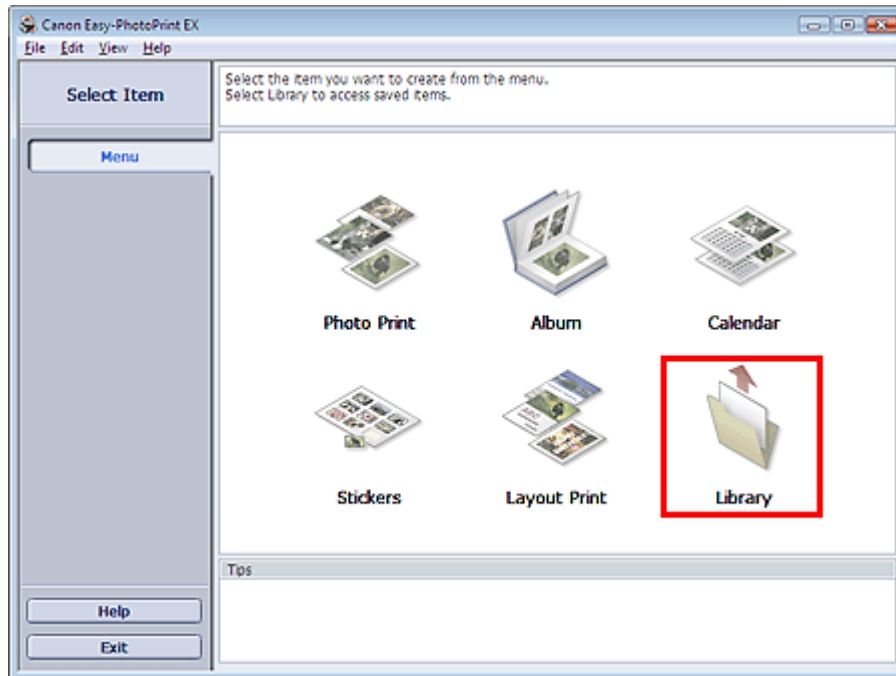 Canon Easy-PhotoPrint EX
File Edit View Help
Select Item
Select the item you want to create from the menu.
Select Library to access saved items.
Menu
Photo Print
Album
Calendar
Stickers
Layout Print
Library
Tips
Help
Exit